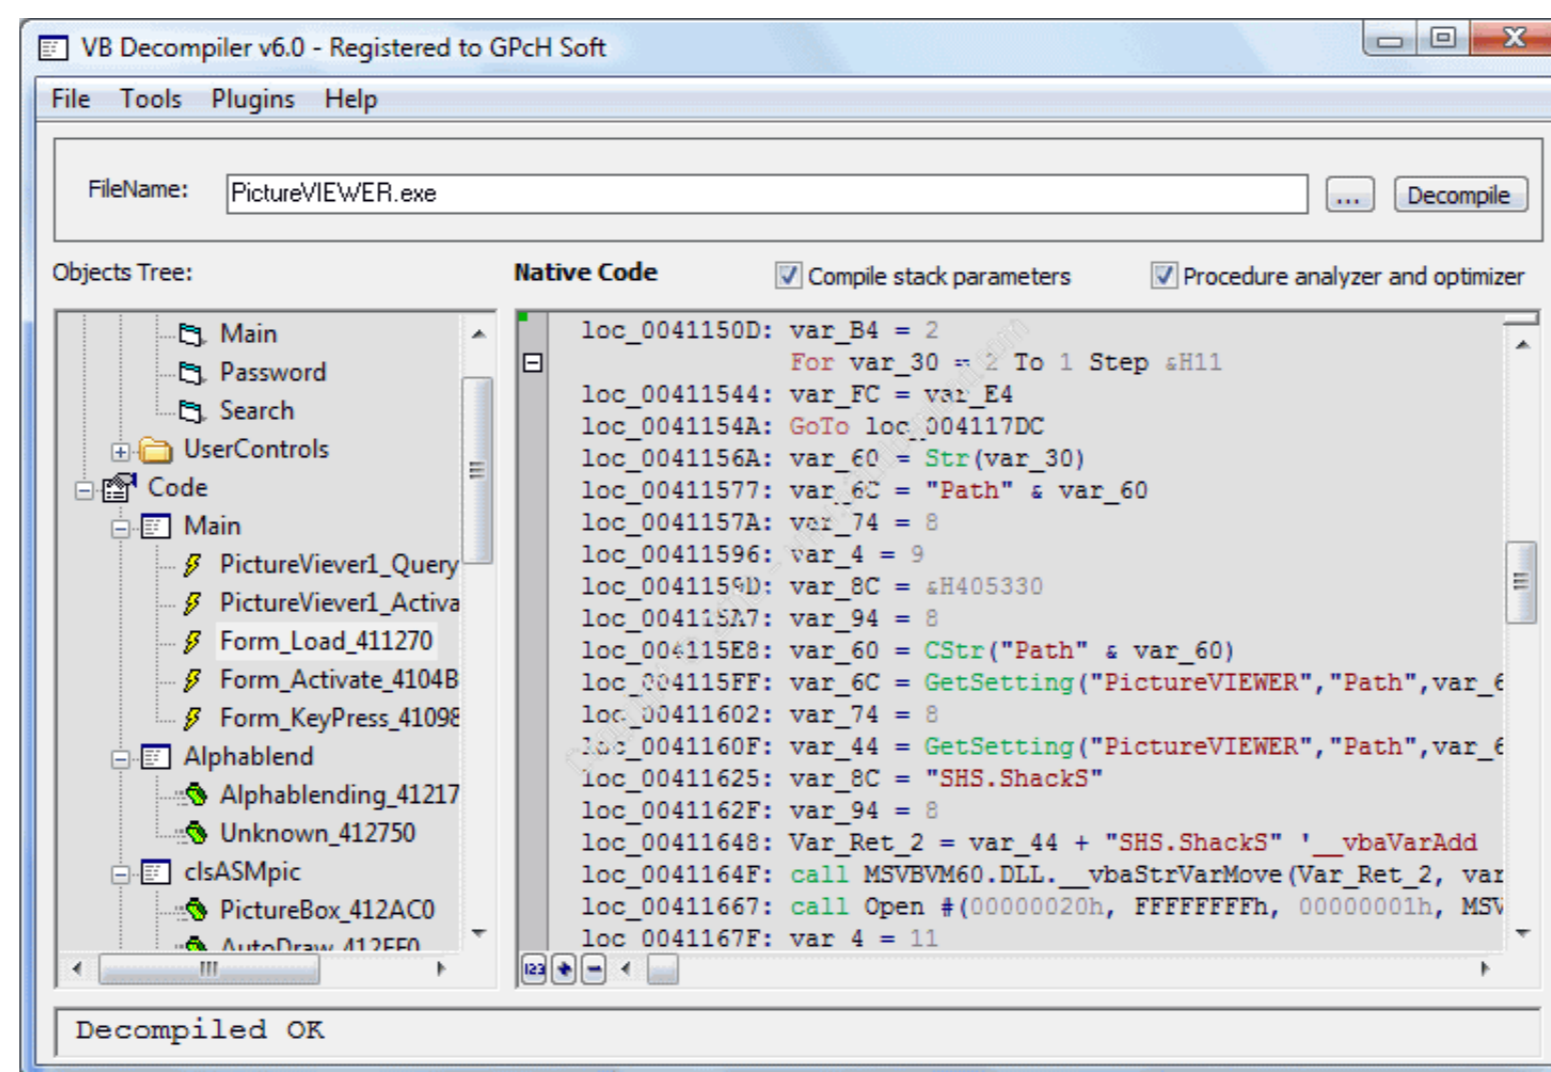 VB Decompiler v6.0 - Registered to GPcH Soft
File Tools Plugins Help
FileName: PictureVIEWER.exe ... Decompile
Objects Tree: Native Code Compile stack parameters Procedure analyzer and optimizer
Main
Password
Search
UserControls
Code
Main
PictureViever1_Query
PictureViever1_Activa
Form_Load_411270
Form_Activate_4104B
Form_KeyPress_41098
Alphablend
Alphablending_41217
Unknown_412750
clsASMpic
PictureBox_412AC0
AutoDraw_412FF0
loc_0041150D: var_B4 = 2
For var_30 = 2 To 1 Step &H11
loc_00411544: var_FC = var_E4
loc_0041154A: GoTo loc_004117DC
loc_0041156A: var_60 = Str(var_30)
loc_00411577: var_6C = "Path" & var_60
loc_0041157A: var_74 = 8
loc_00411596: var_4 = 9
loc_0041159D: var_8C = &H405330
loc_004115A7: var_94 = 8
loc_004115E8: var_60 = CStr("Path" & var_60)
loc_004115FF: var_6C = GetSetting("PictureVIEWER","Path",var_6
loc_00411602: var_74 = 8
loc_0041160F: var_44 = GetSetting("PictureVIEWER","Path",var_6
loc_00411625: var_8C = "SHS.ShackS"
loc_0041162F: var_94 = 8
loc_00411648: Var_Ret_2 = var_44 + "SHS.ShackS" '__vbaVarAdd
loc_0041164F: call MSVBVM60.DLL.__vbaStrVarMove(Var_Ret_2, var
loc_00411667: call Open #(00000020h, FFFFFFFFh, 00000001h, MSV
loc_0041167F: var_4 = 11
123
Decompiled OK